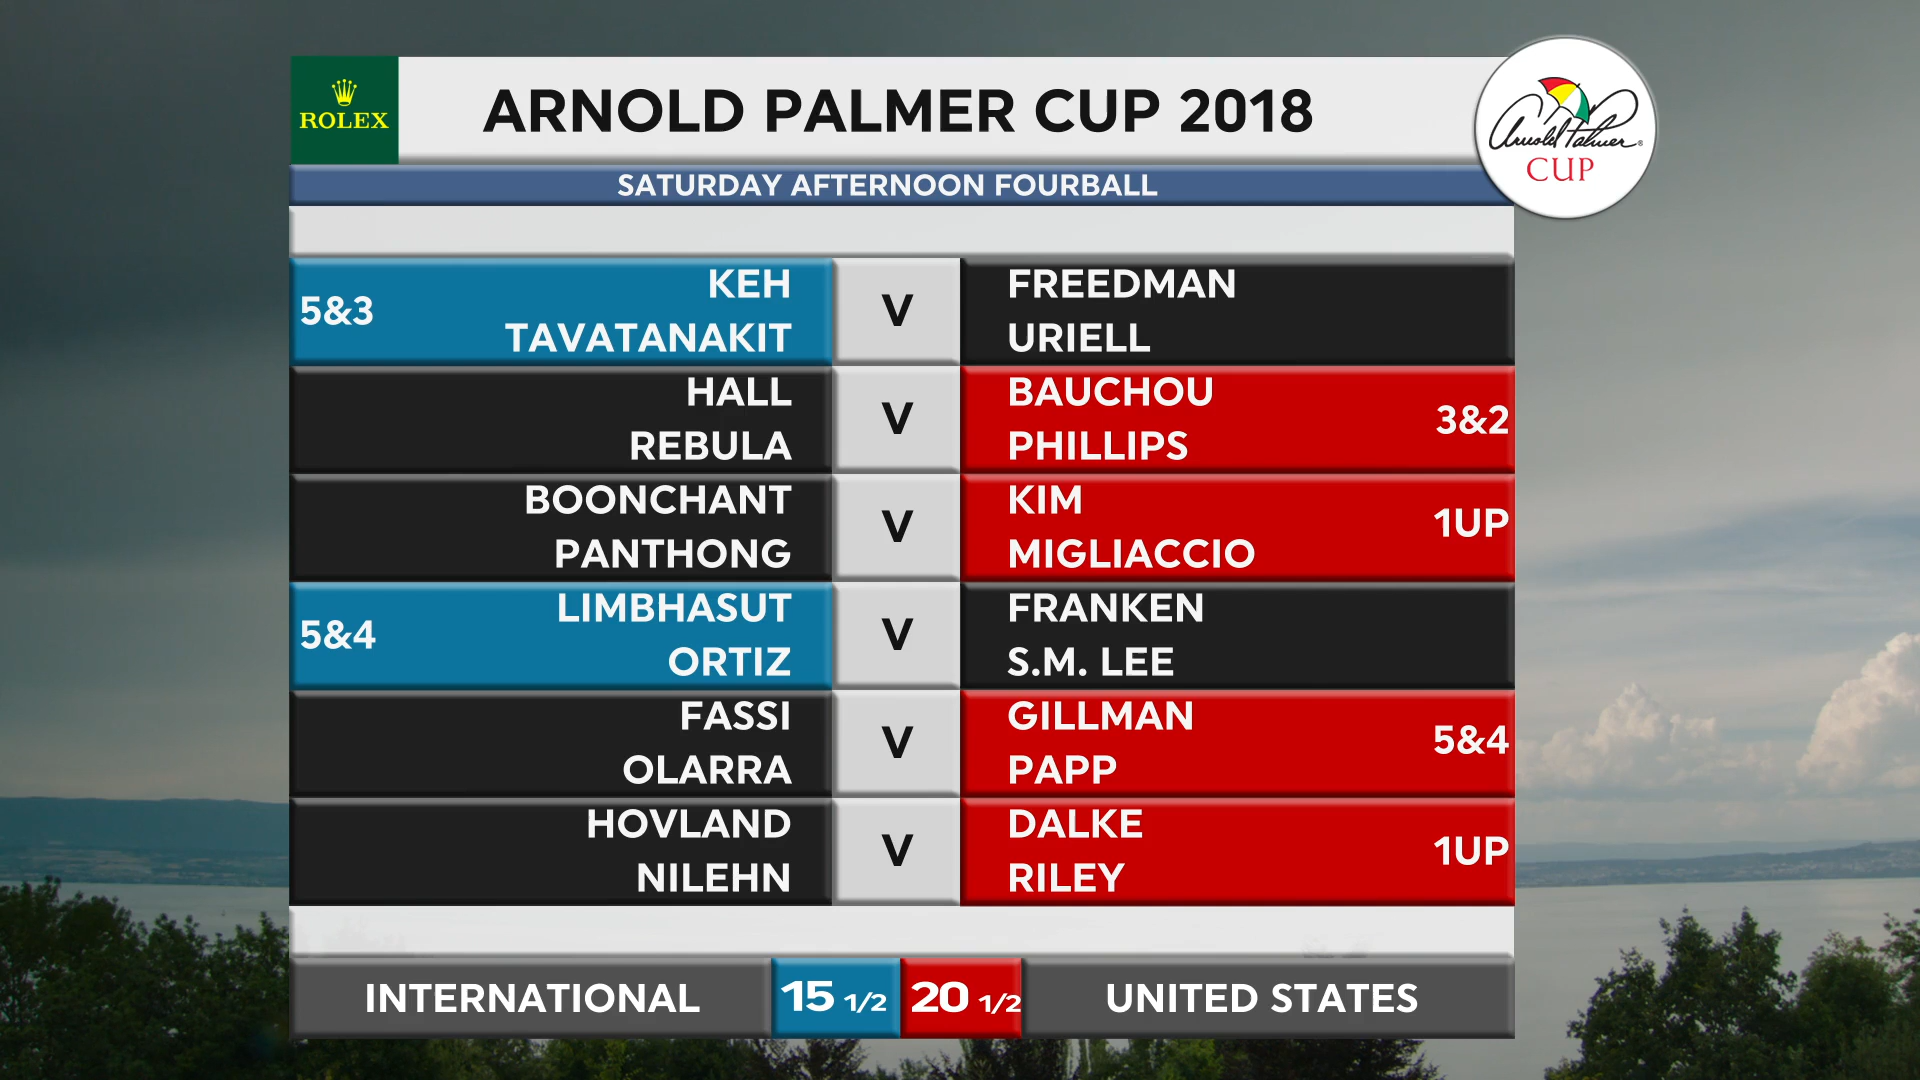 ROLEX
ARNOLD PALMER CUP 2018
Arnold Palmer®
CUP
SATURDAY AFTERNOON FOURBALL
5&3
KEH
TAVATANAKIT
V
FREEDMAN
URIELL
HALL
REBULA
V
BAUCHOU
PHILLIPS
3&2
BOONCHANT
PANTHONG
V
KIM
MIGLIACCIO
1UP
5&4
LIMBHASUT
ORTIZ
V
FRANKEN
S.M. LEE
FASSI
OLARRA
V
GILLMAN
PAPP
5&4
HOVLAND
NILEHN
V
DALKE
RILEY
1UP
INTERNATIONAL 15 1/2 20 1/2 UNITED STATES